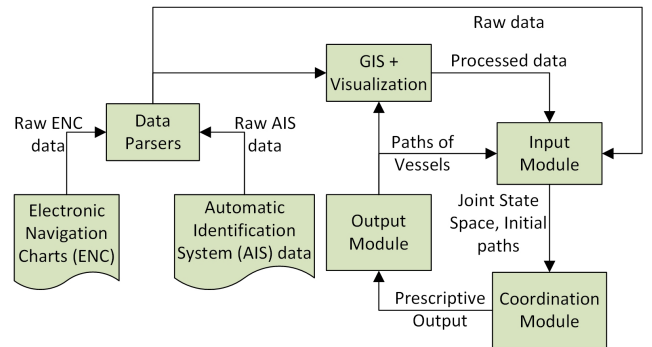 Raw data
GIS +
Visualization
Processed data
Raw ENC
data
Data
Parsers
Raw AIS
data
Paths of
Vessels
Input
Module
Electronic
Navigation
Charts (ENC)
Automatic
Identification
System (AIS) data
Output
Module
Joint State
Space, Initial
paths
Prescriptive
Output
Coordination
Module